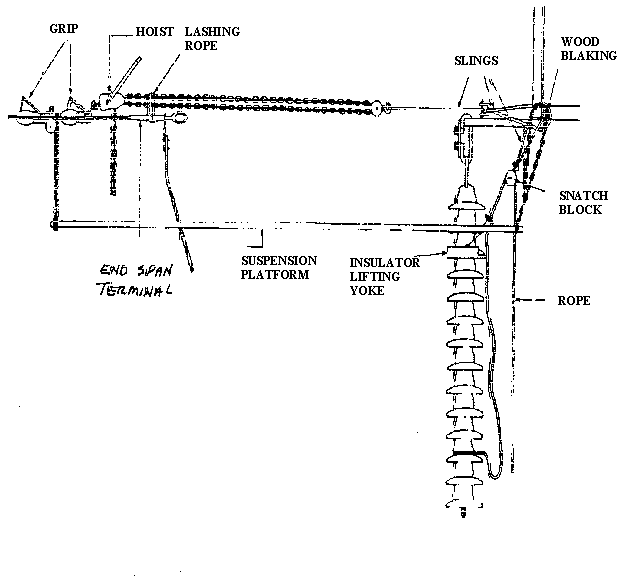 GRIP
HOIST
LASHING
ROPE
SLINGS
WOOD
BLAKING
SNATCH
BLOCK
SUSPENSION
PLATFORM
INSULATOR
LIFTING
YOKE
END SPAN
TERMINAL
ROPE